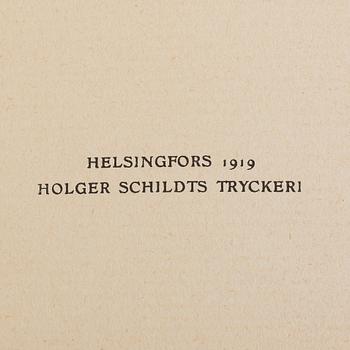 HELSINGFORS 1919
HOLGER SCHILDTS TRYCKERI